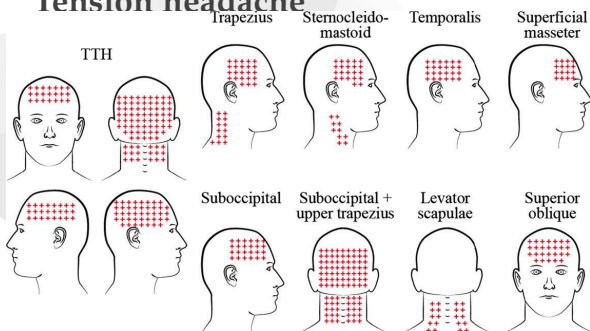 Tension headache
TTH
Trapezius
Sternocleido-
mastoid
Temporalis
Superficial
masseter
Suboccipital
Suboccipital +
upper trapezius
Levator
scapulae
Superior
oblique